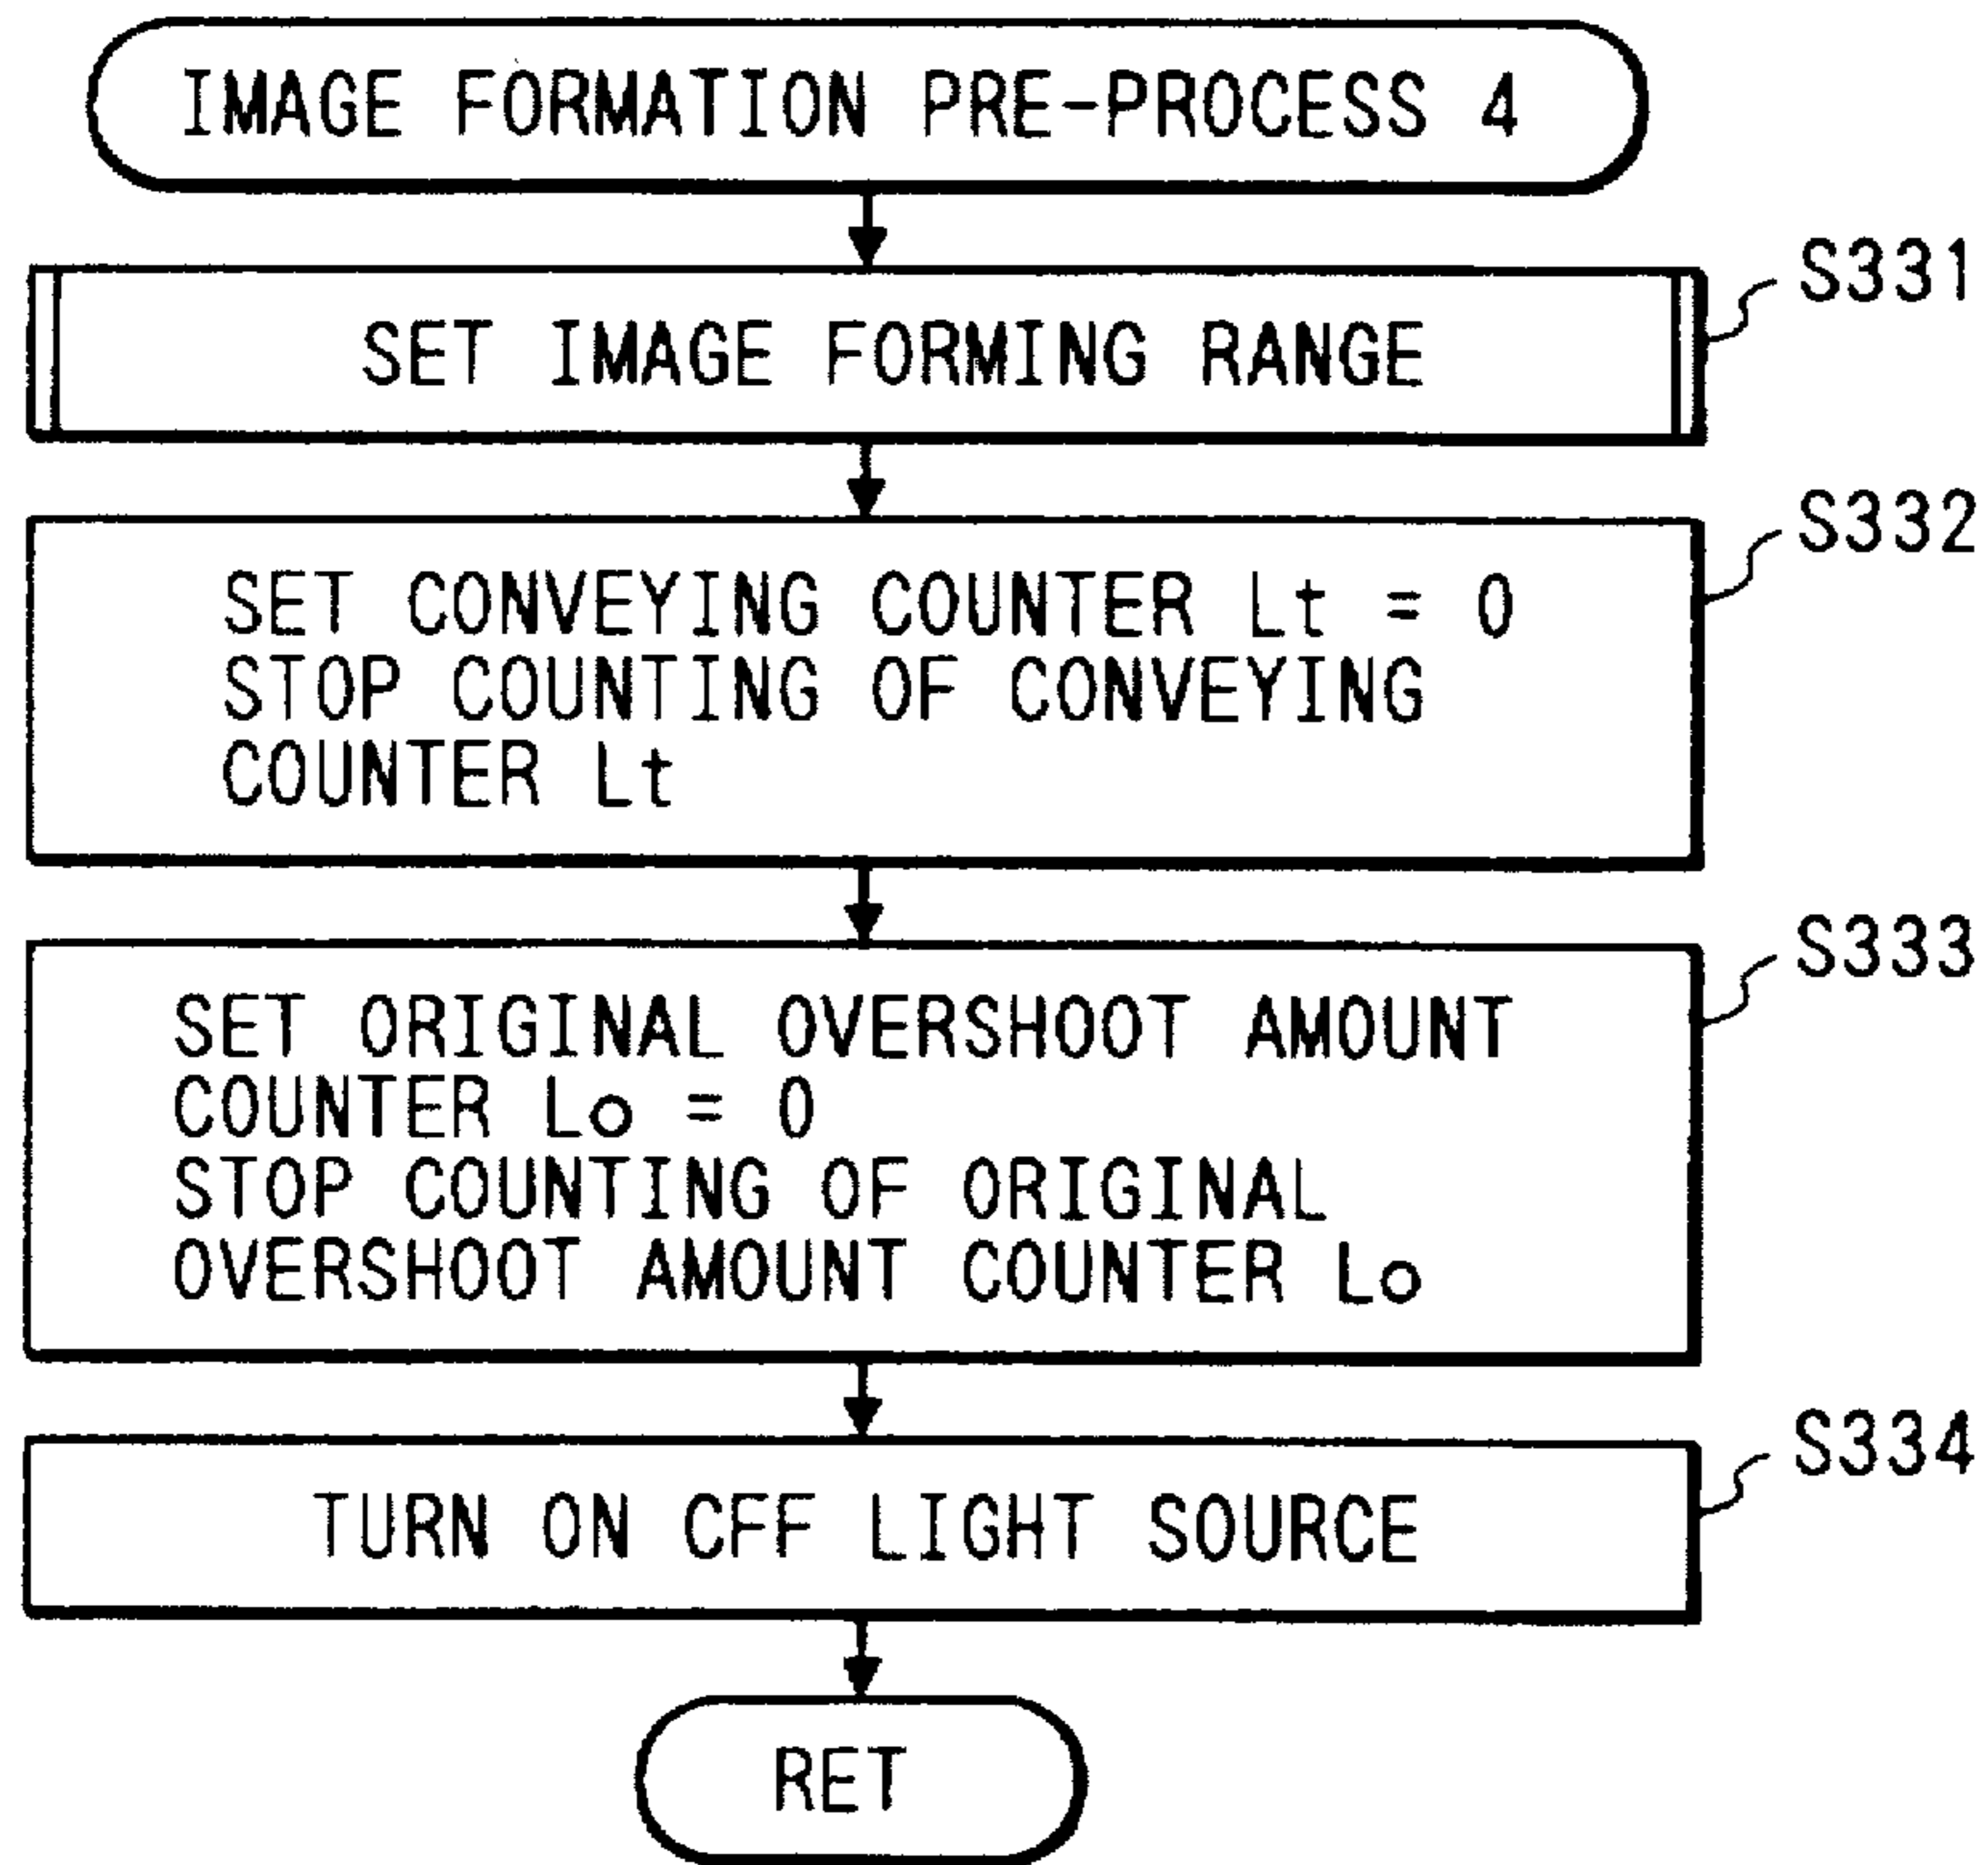 IMAGE FORMATION PRE-PROCESS 4
S331
SET IMAGE FORMING RANGE
S332
SET CONVEYING COUNTER Lt = 0
STOP COUNTING OF CONVEYING
COUNTER Lt
S333
SET ORIGINAL OVERSHOOT AMOUNT
COUNTER Lo = 0
STOP COUNTING OF ORIGINAL
OVERSHOOT AMOUNT COUNTER Lo
S334
TURN ON CFF LIGHT SOURCE
RET